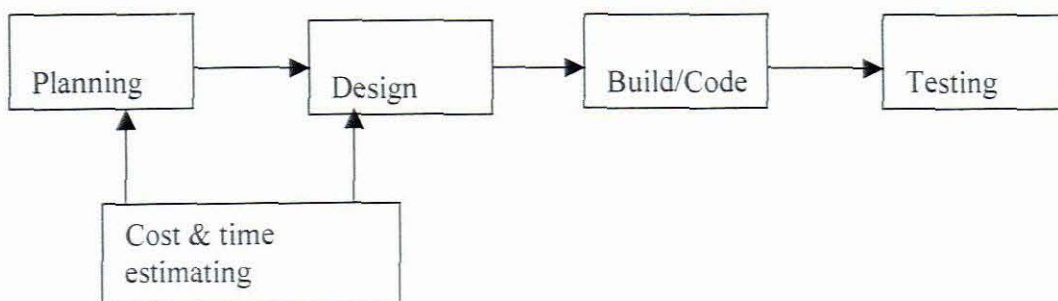 Planning
Design
Build/Code
Testing
Cost & time
estimating